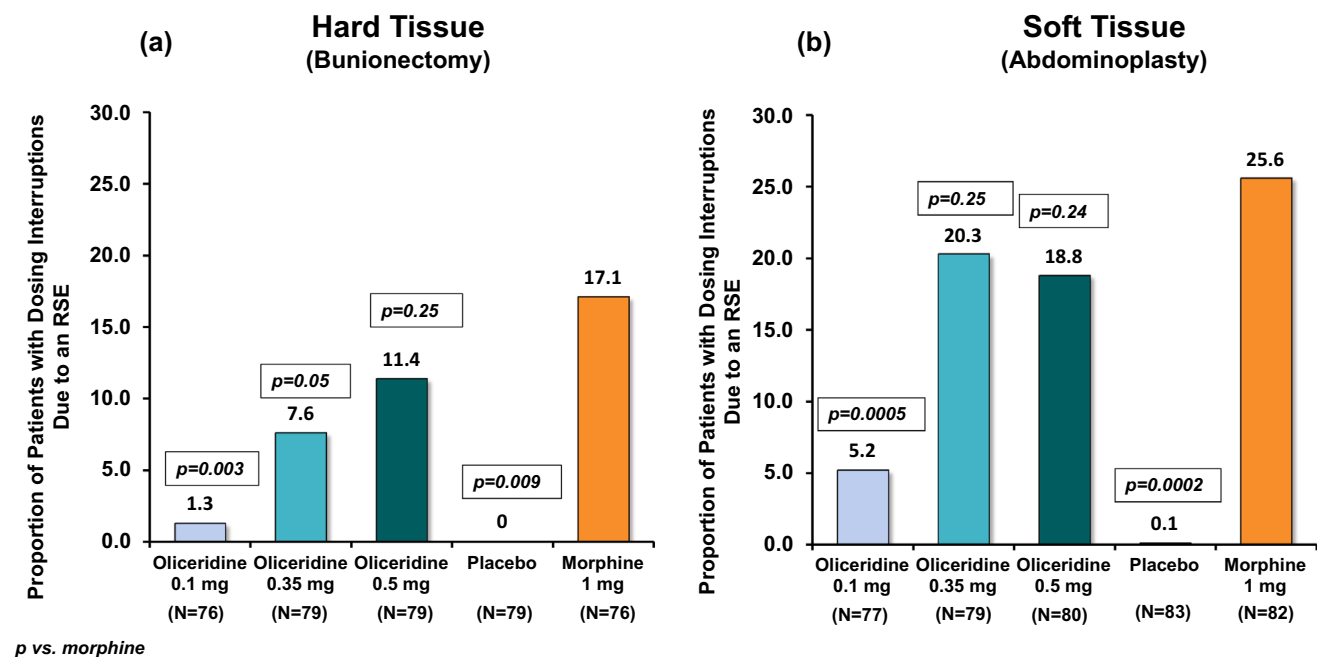 (a)
Hard Tissue
(Bunionectomy)
Proportion of Patients with Dosing Interruptions
Due to an RSE
30.0
25.0
20.0
15.0
10.0
5.0
0.0
p=0.003
1.3
p=0.05
7.6
p=0.25
11.4
p=0.009
0
17.1
Oliceridine Oliceridine Oliceridine Placebo Morphine
0.1 mg 0.35 mg 0.5 mg 1 mg
(N=76) (N=79) (N=79) (N=79) (N=76)
p vs. morphine
(b)
Soft Tissue
(Abdominoplasty)
Proportion of Patients with Dosing Interruptions
Due to an RSE
30.0
25.0
20.0
15.0
10.0
5.0
0.0
p=0.0005
5.2
p=0.25
20.3
p=0.24
18.8
p=0.0002
0.1
25.6
Oliceridine Oliceridine Oliceridine Placebo Morphine
0.1 mg 0.35 mg 0.5 mg 1 mg
(N=77) (N=79) (N=80) (N=83) (N=82)